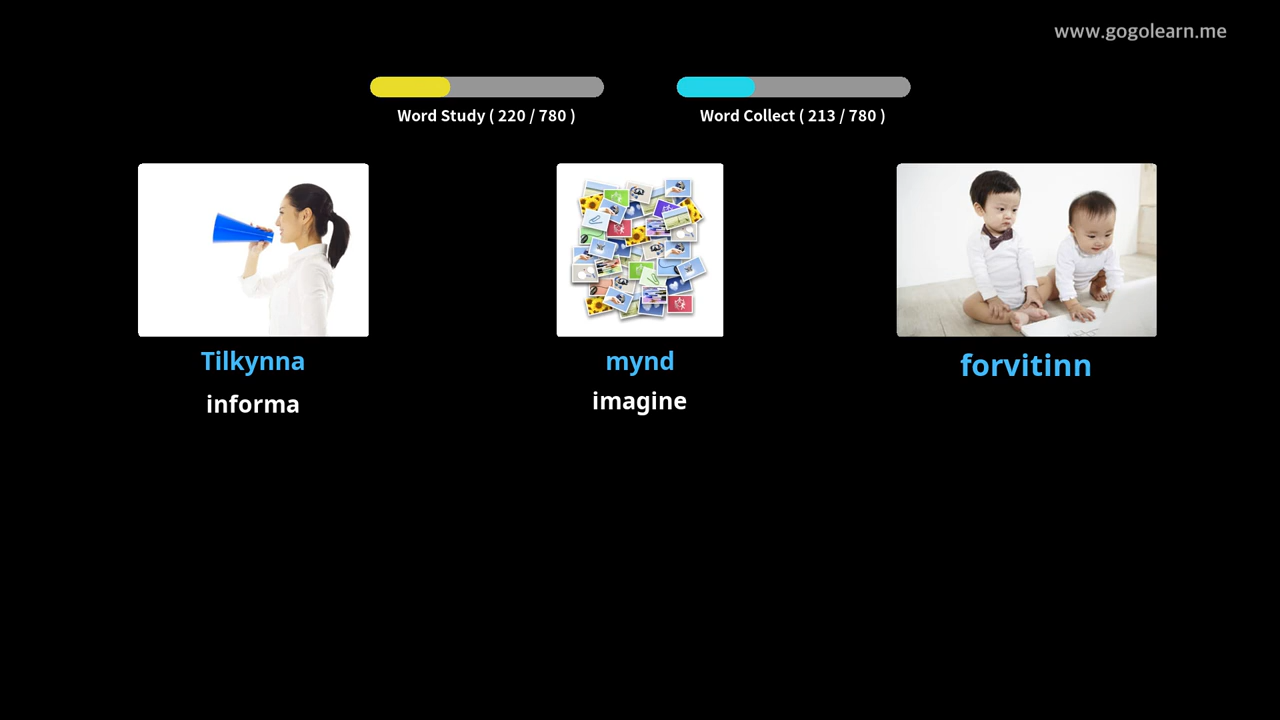 www.gogolearn.me
Word Study ( 220 / 780 )
Word Collect ( 213 / 780 )
Tilkynna
mynd
forvitinn
informa
imagine